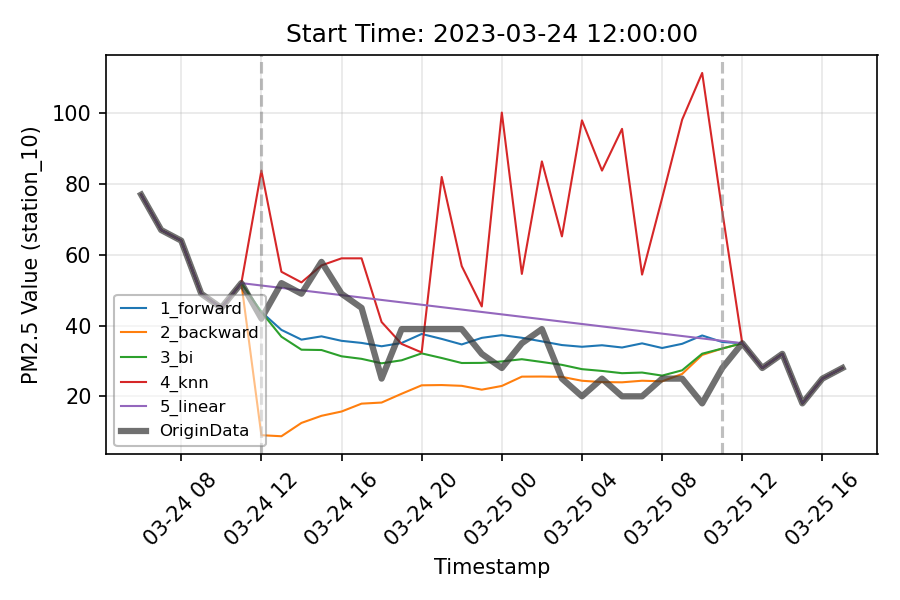 Start Time: 2023-03-24 12:00:00
PM2.5 Value (station_10)
100
80
60
40
20
1_forward
2_backward
3_bi
4_knn
5_linear
OriginData
03-24 08
03-24 12
03-24 16
03-24 20
03-25 00
03-25 04
03-25 08
03-25 12
03-25 16
Timestamp